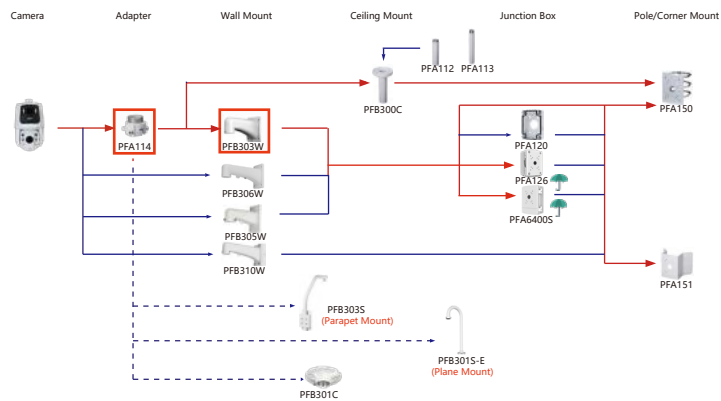 Camera
Adapter
Wall Mount
Ceiling Mount
Junction Box
Pole/Corner Mount
PFA112
PFA113
PFB300C
PFA150
PFA114
PFB303W
PFA120
PFB306W
PFA126
PFB305W
PFA6400S
PFB310W
PFA151
PFB303S
(Parapet Mount)
PFB301S-E
(Plane Mount)
PFB301C